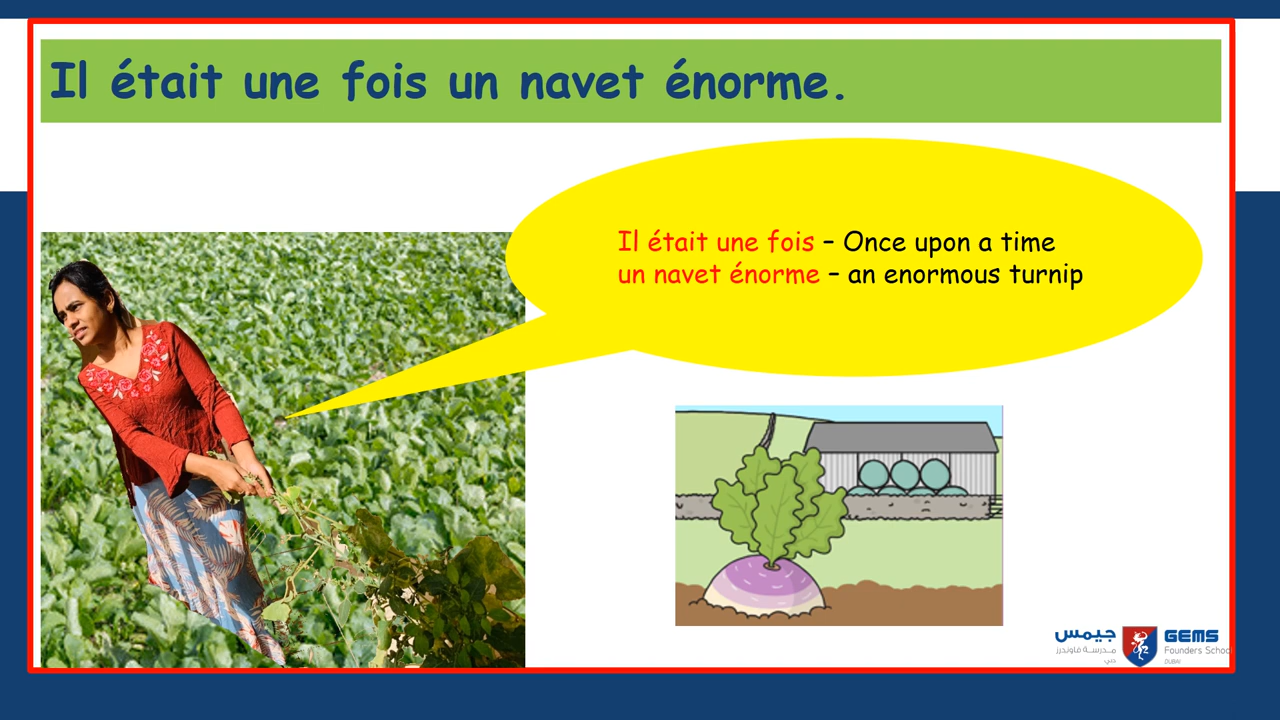 Il était une fois un navet énorme.
Il était une fois – Once upon a time
un navet énorme – an enormous turnip
جيمس
مدرسة فاوندرز
دبي
GEMS
Founders School
DUBAI